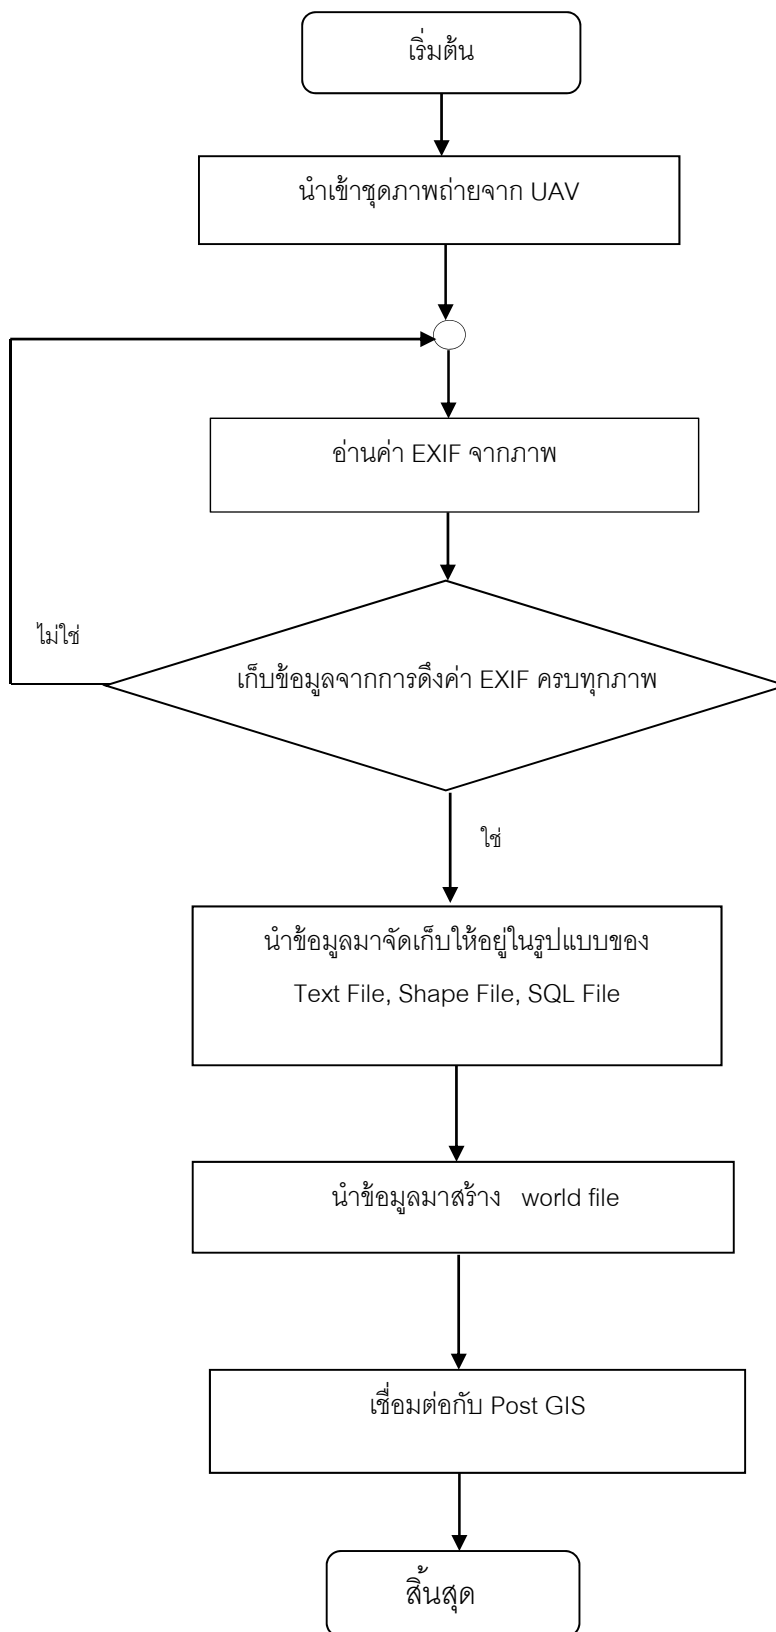 เริ่มต้น
นำเข้าชุดภาพถ่ายจาก UAV
อ่านค่า EXIF จากภาพ
ไม่ใช่
เก็บข้อมูลจากการดึงค่า EXIF ครบทุกภาพ
ใช่
นำข้อมูลมาจัดเก็บให้อยู่ในรูปแบบของ
Text File, Shape File, SQL File
นำข้อมูลมาสร้าง world file
เชื่อมต่อกับ Post GIS
สิ้นสุด